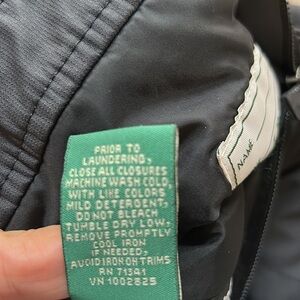 PRIOR TO
LAUNDERING,
CLOSE ALL CLOSURES
MACHINE WASH COLD,
WITH LIKE COLORS
MILD DETERGENT,
DO NOT BLEACH
TUMBLE DRY LOW.
REMOVE PROMPTLY
COOL IRON
IF NEEDED.
AVOID IRON ON TRIMS
RN 71341
VN 1002825
NAME